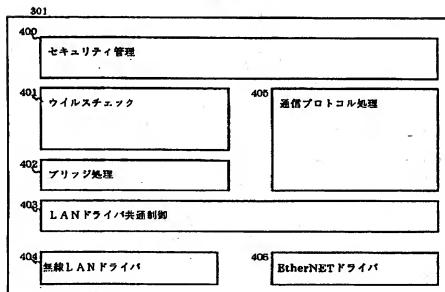 301
400
セキュリティ管理
401
ウイルスチェック
405
通信プロトコル処理
402
ブリッジ処理
403
LANドライバ共通制御
404
無線LANドライバ
406
EtherNETドライバ